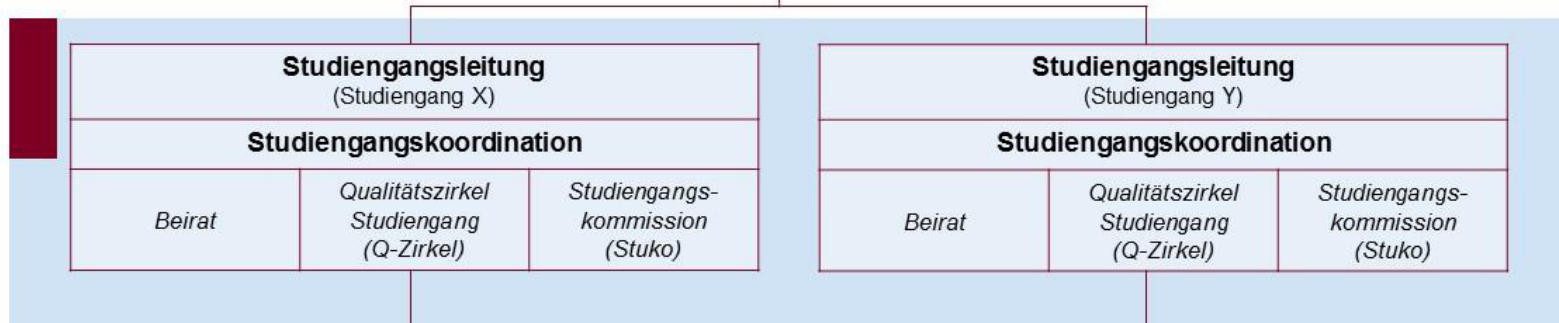 Studiengangsleitung
(Studiengang X)
Studiengangskoordination
Beirat
Qualitätszirkel
Studiengang
(Q-Zirkel)
Studiengangs-
kommission
(Stuko)
Studiengangsleitung
(Studiengang Y)
Studiengangskoordination
Beirat
Qualitätszirkel
Studiengang
(Q-Zirkel)
Studiengangs-
kommission
(Stuko)